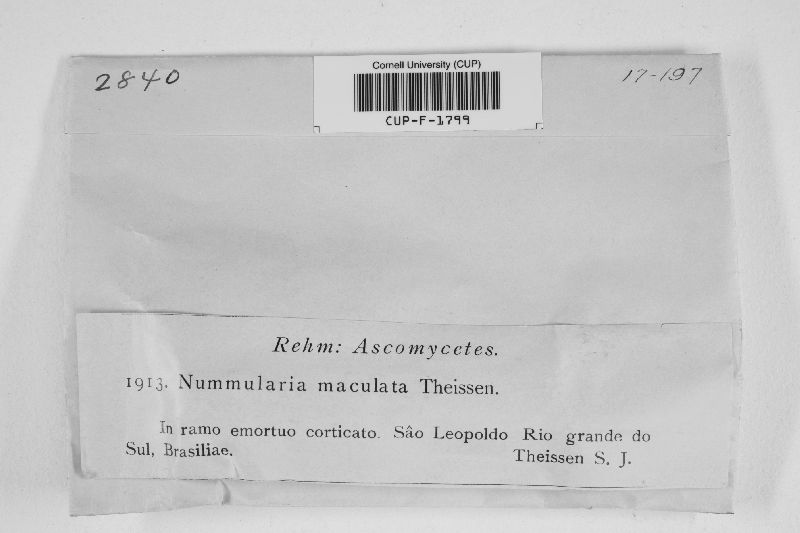 2840
Cornell University (CUP)
CUP-F-1799
17-197
Rehm: Ascomycetes.
1913. Nummularia maculata Theissen.
In ramo emortuo corticato. Sâo Leopoldo Rio grande do
Sul, Brasiliae.
Theissen S. J.